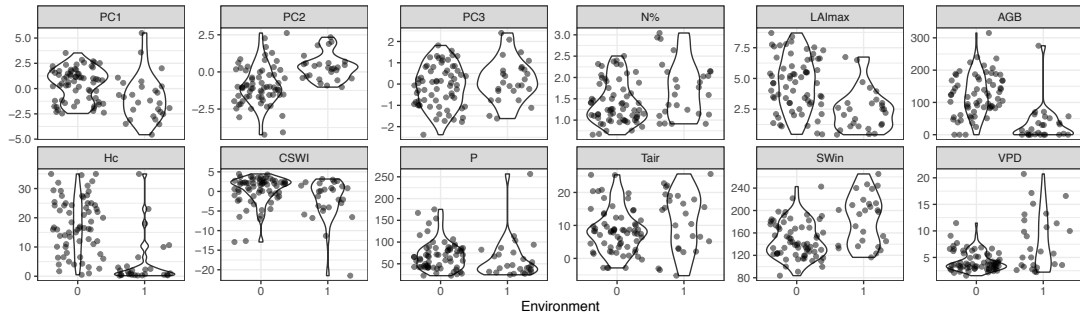 PC1 PC2 PC3 N% LAImax AGB
5.0 2.5 0.0 −2.5 −5.0
2.5 0.0 −2.5
2 1 0 −1 −2
3.0 2.5 2.0 1.5 1.0
7.5 5.0 2.5
300 200 100 0
Hc CSWI P Tair SWin VPD
30 20 10 0
5 0 −5 −10 −15 −20
250 200 150 100 50
20 10 0
240 200 160 120 80
20 15 10 5
0 1 0 1 0 1 0 1 0 1 0 1
Environment